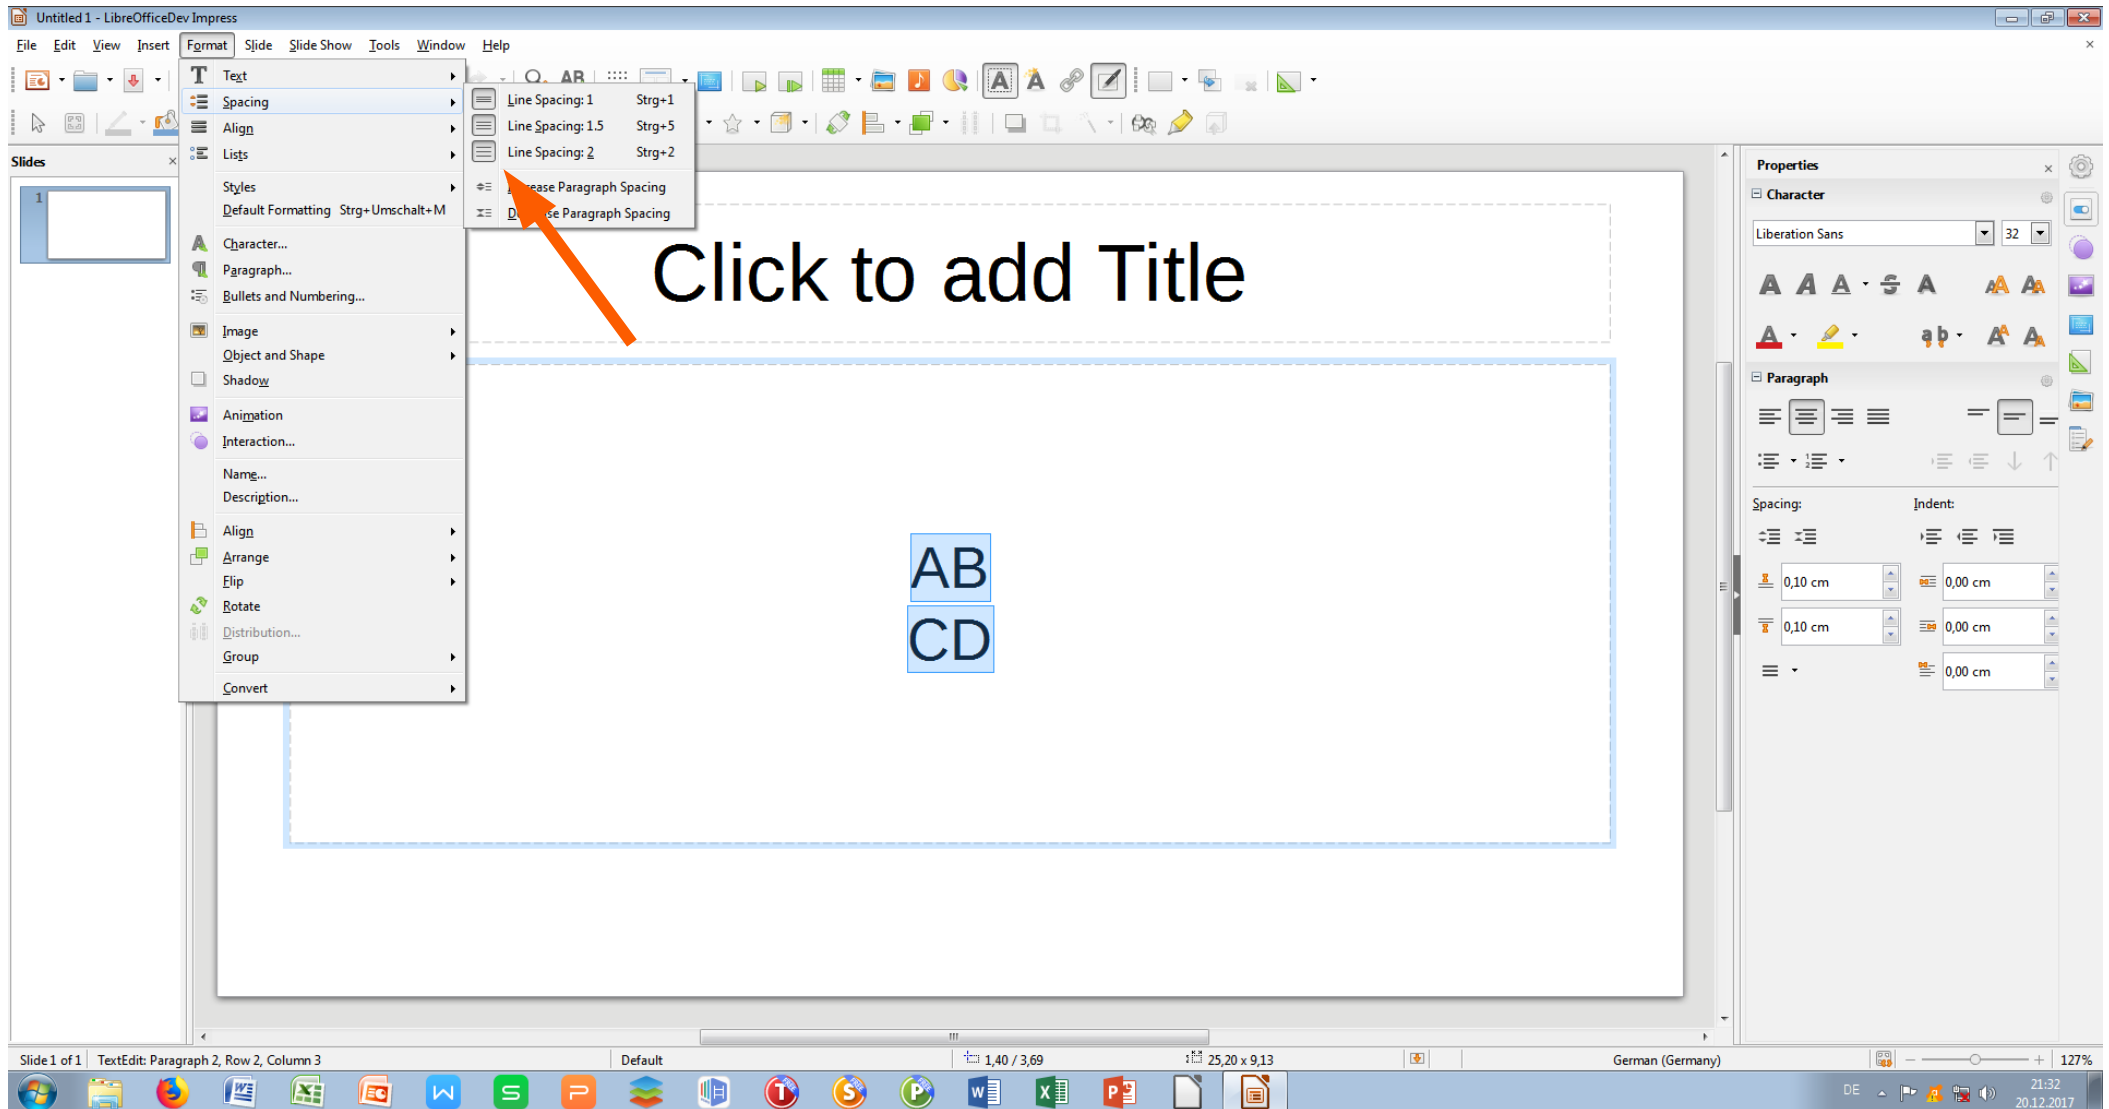 Untitled 1 - LibreOfficeDev Impress
File Edit View Insert Format Slide Slide Show Tools Window Help
Text
Spacing
Align
Lists
Styles
Default Formatting Strg+Umschalt+M
Character...
Paragraph...
Bullets and Numbering...
Image
Object and Shape
Shadow
Animation
Interaction...
Name...
Description...
Align
Arrange
Flip
Rotate
Distribution...
Group
Convert
Line Spacing: 1 Strg+1
Line Spacing: 1.5 Strg+5
Line Spacing: 2 Strg+2
Paragraph Spacing
Paragraph Spacing
Slides
1
Click to add Title
AB
CD
Properties
Character
Liberation Sans 32
Paragraph
Spacing: Indent:
0,10 cm 0,00 cm
0,10 cm 0,00 cm
0,00 cm
Slide 1 of 1 TextEdit: Paragraph 2, Row 2, Column 3 Default 1,40 / 3,69 25,20 x 9,13 German (Germany) 127%
DE 21:32
20.12.2017